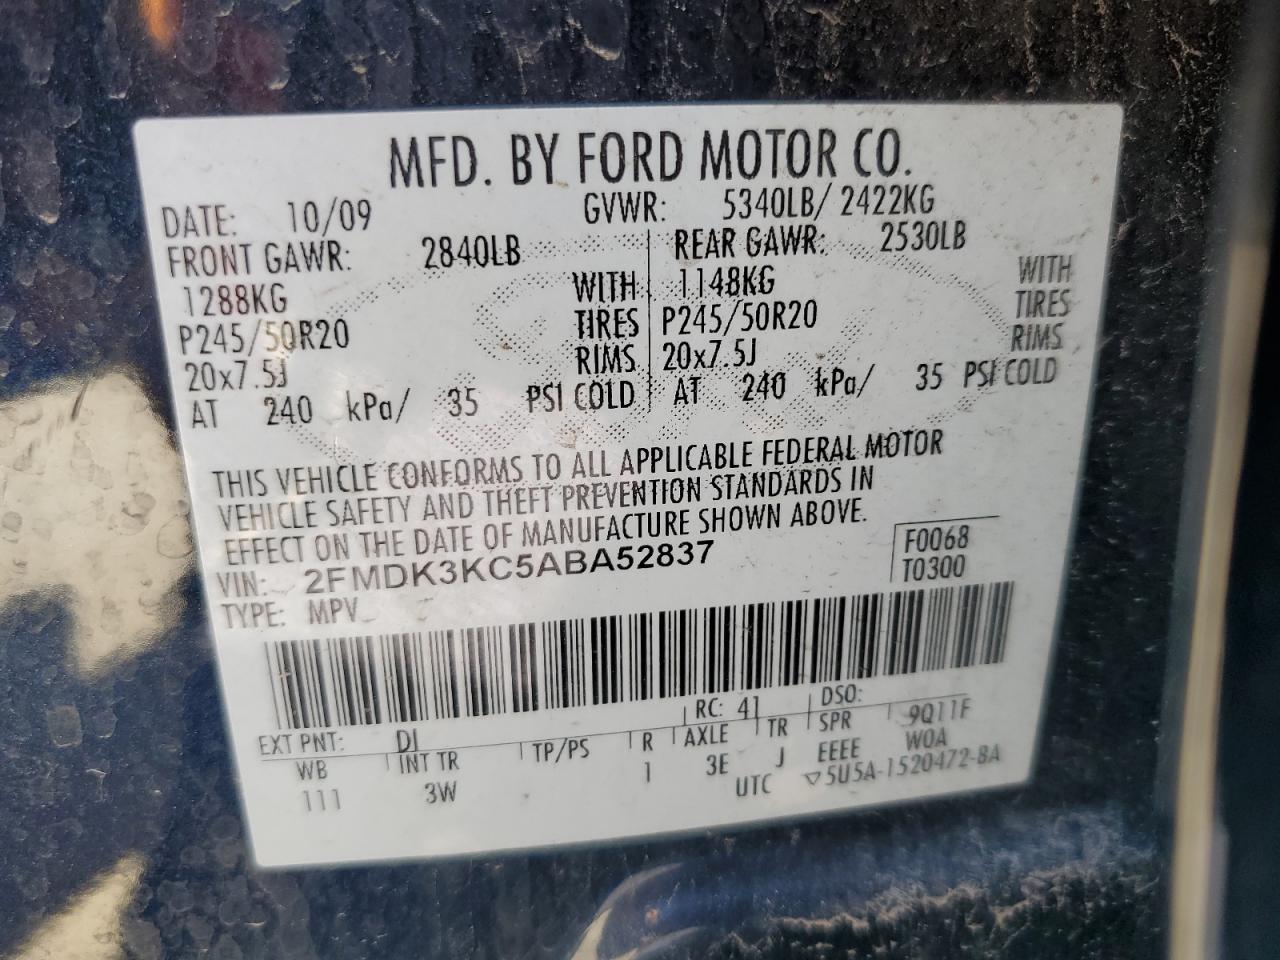 MFD. BY FORD MOTOR CO.
DATE: 10/09 GVWR: 5340LB/ 2422KG
FRONT GAWR: 2840LB REAR GAWR: 2530LB
1288KG WITH 1148KG WITH
P245/50R20 TIRES P245/50R20 TIRES
20x7.5J RIMS 20x7.5J RIMS
AT 240 kPa/ 35 PSI COLD AT 240 kPa/ 35 PSI COLD
THIS VEHICLE CONFORMS TO ALL APPLICABLE FEDERAL MOTOR
VEHICLE SAFETY AND THEFT PREVENTION STANDARDS IN
EFFECT ON THE DATE OF MANUFACTURE SHOWN ABOVE.
VIN: 2FMDK3KC5ABA52837 F0068
TYPE: MPV T0300
EXT PNT: DI RC: 41 DSO:
WB INT TR TP/PS R AXLE TR SPR 9Q11F
111 3W 1 3E J EEEE WOA
UTC ▽5U5A-1520472-BA